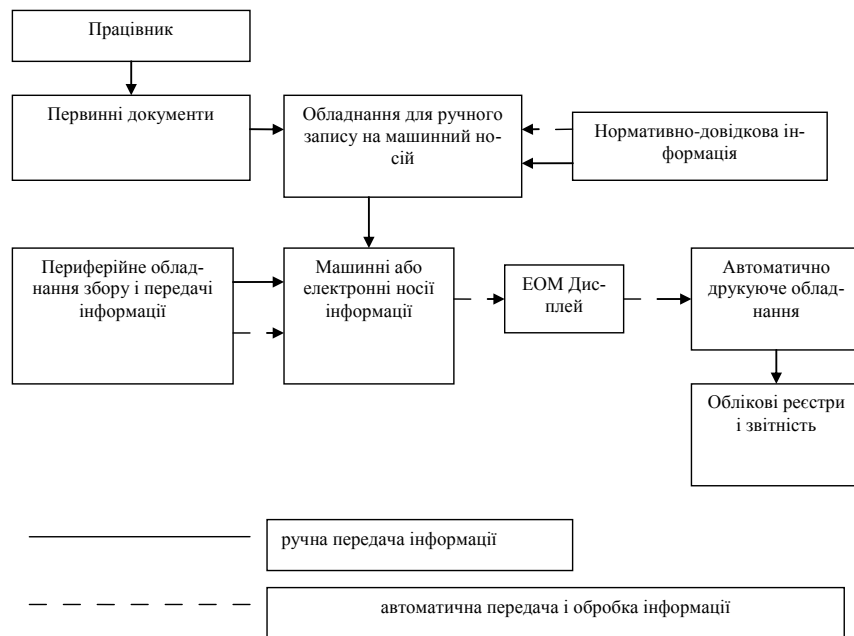 Працівник
Первинні документи
Обладнання для ручного
запису на машинний но-
сій
Нормативно-довідкова ін-
формація
Периферійне облад-
нання збору і передачі
інформації
Машинні або
електронні носії
інформації
ЕОМ Дис-
плей
Автоматично
друкуюче облад-
нання
Облікові реєстри
і звітність
ручна передача інформації
автоматична передача і обробка інформації